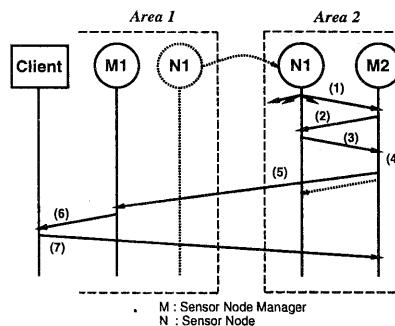 Area 1
Area 2
Client
M1
N1
N1
M2
(1)
(2)
(3)
(4)
(5)
(6)
(7)
M : Sensor Node Manager
N : Sensor Node